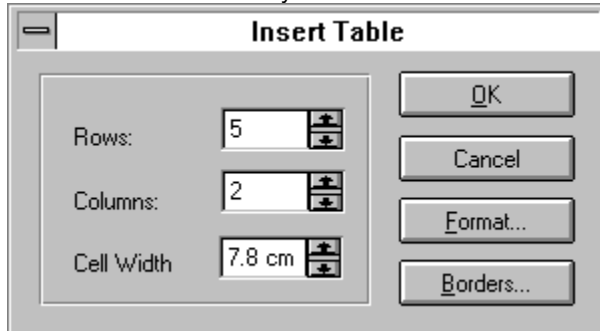 Insert Table
Rows: 5
Columns: 2
Cell Width 7.8 cm
OK
Cancel
Format...
Borders...